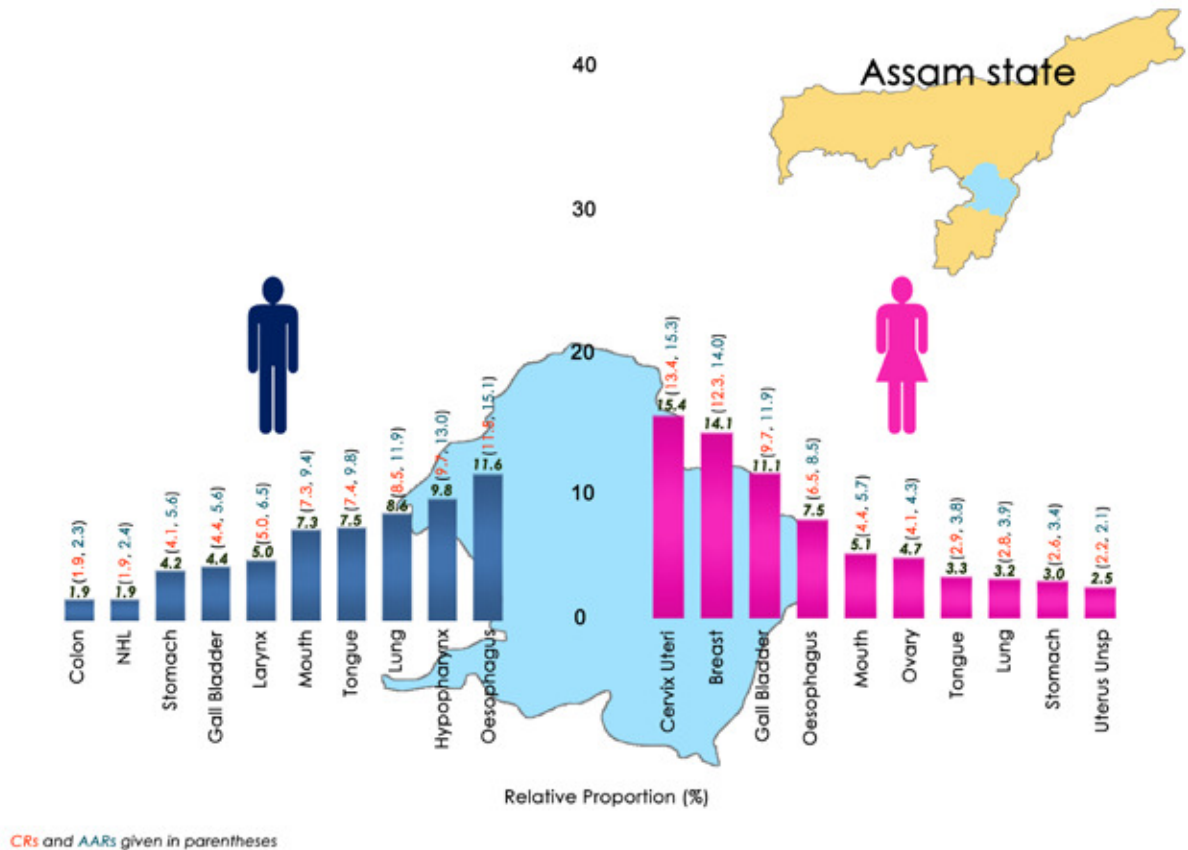 Assam state
40
30
20
10
0
1.9 (1.9, 2.3)
1.9 (1.9, 2.4)
4.2 (4.1, 5.6)
4.4 (4.4, 5.6)
5.0 (5.0, 6.5)
7.3 (7.3, 9.4)
7.5 (7.4, 9.8)
8.6 (8.5, 11.9)
9.8 (9.7, 13.0)
11.6 (11.8, 15.1)
15.4 (13.4, 15.3)
14.1 (12.3, 14.0)
11.1 (9.7, 11.9)
7.5 (6.5, 8.5)
5.1 (4.4, 5.7)
4.7 (4.1, 4.3)
3.3 (2.9, 3.8)
3.2 (2.8, 3.9)
3.0 (2.6, 3.4)
2.5 (2.2, 2.1)
Colon
NHL
Stomach
Gall Bladder
Larynx
Mouth
Tongue
Lung
Hypopharynx
Oesophagus
Cervix Uteri
Breast
Gall Bladder
Oesophagus
Mouth
Ovary
Tongue
Lung
Stomach
Uterus Unsp
Relative Proportion (%)
CRs and AARs given in parentheses